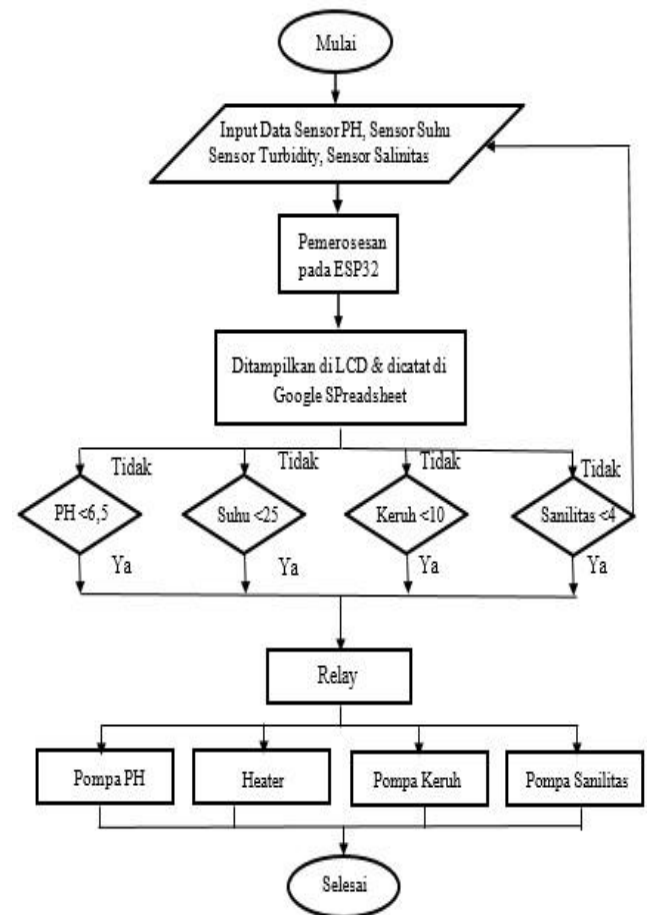 Mulai
Input Data Sensor PH, Sensor Suhu
Sensor Turbidity, Sensor Salinitas
Pemerosesan
pada ESP32
Ditampilkan di LCD & dicatat di
Google SPreadsheet
Tidak
Tidak
Tidak
Tidak
PH <6,5
Suhu <25
Keruh <10
Sanilitas <4
Ya
Ya
Ya
Ya
Relay
Pompa PH
Heater
Pompa Keruh
Pompa Sanilitas
Selesai